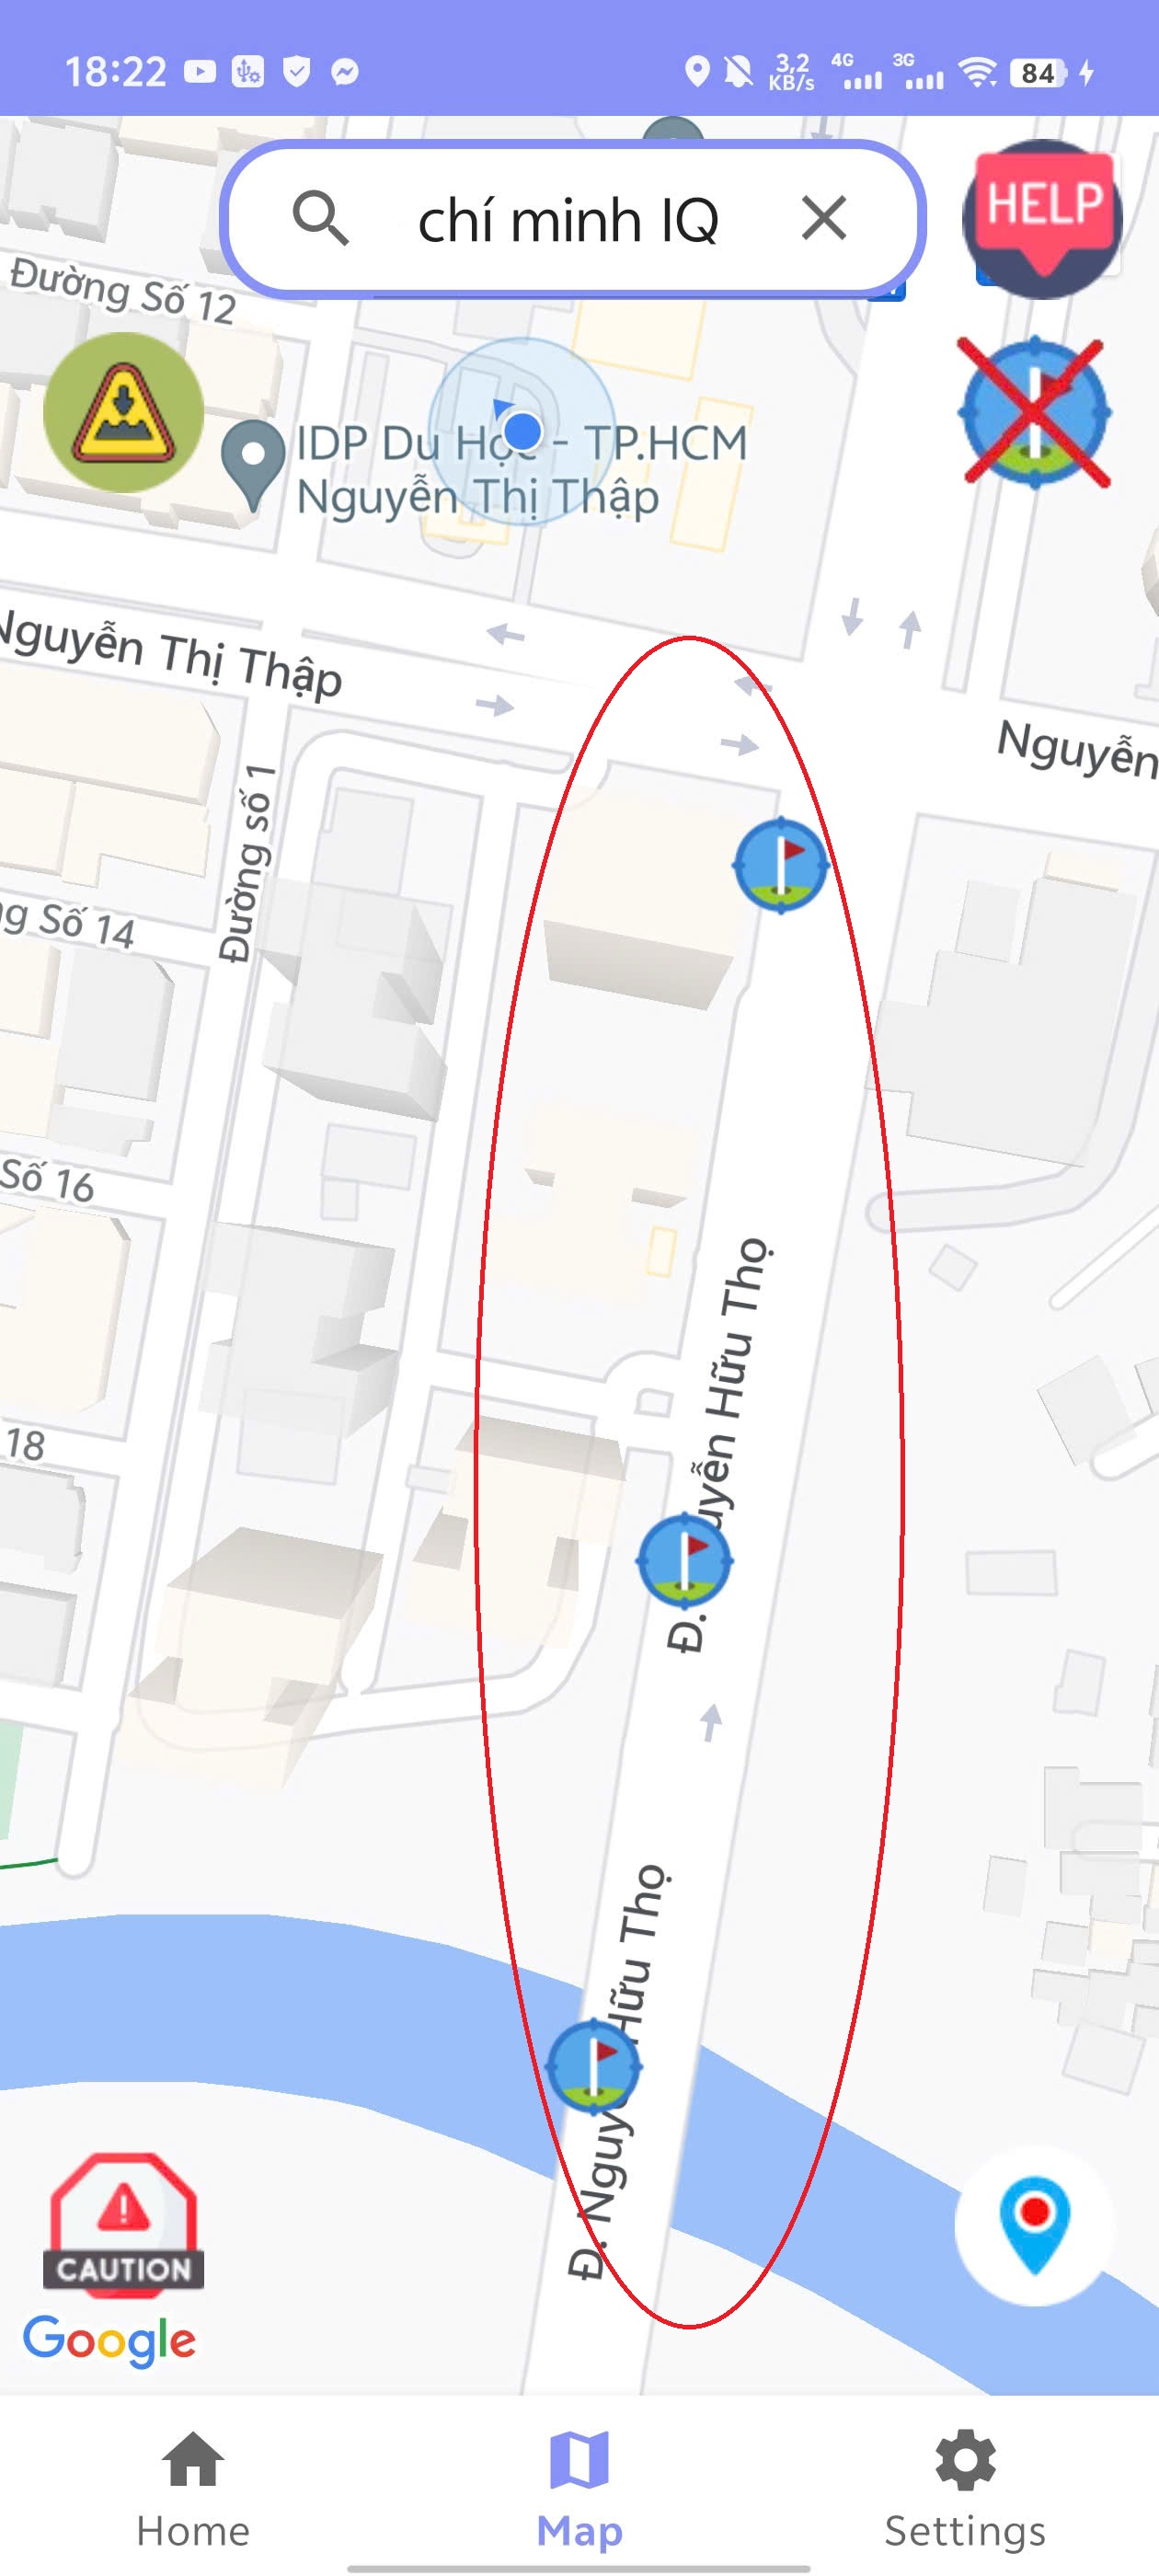 18:22
3,2
KB/s
4G
3G
84
chí minh IQ
HELP
Đường Số 12
IDP Du Học - TP.HCM
Nguyễn Thị Thập
Nguyễn Thị Thập
Nguyễn
Đường số 1
g Số 14
Số 16
18
Đ. uyễn Hữu Thọ
Đ. Nguy Hữu Thọ
CAUTION
Google
Home
Map
Settings